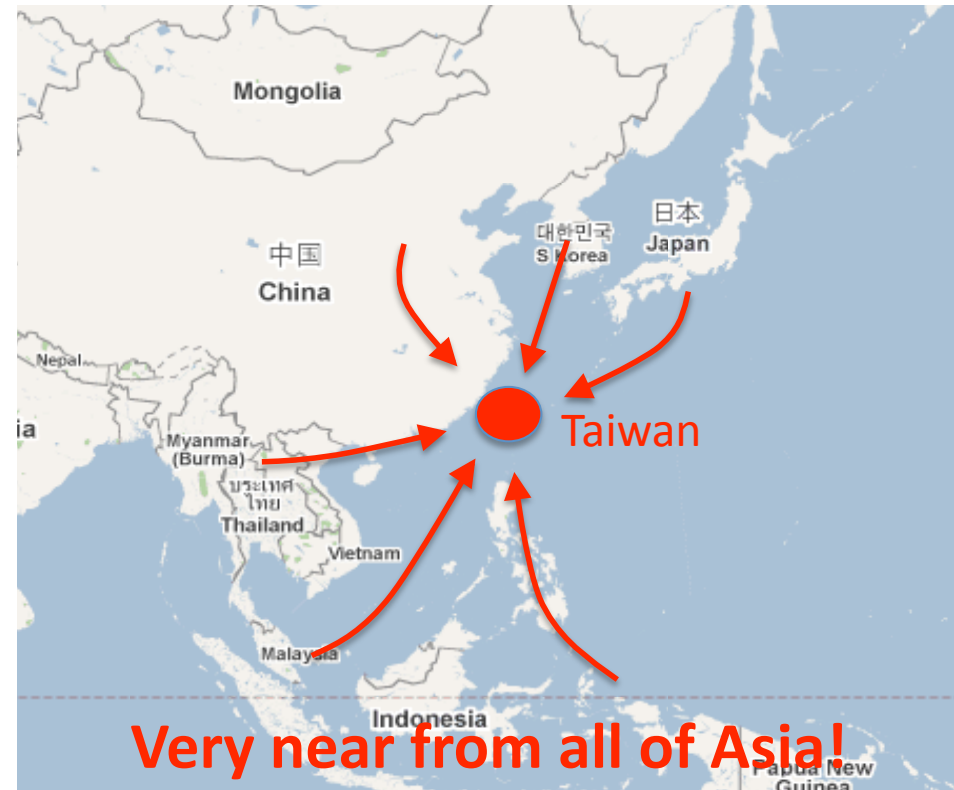 Mongolia
日本
Japan
대한민국
S Korea
中国
China
Nepal
ia
Myanmar
(Burma)
ประเทศ
ไทย
Thailand
Vietnam
Taiwan
Malaysia
Indonesia
Very near from all of Asia!
Papua New
Guinea